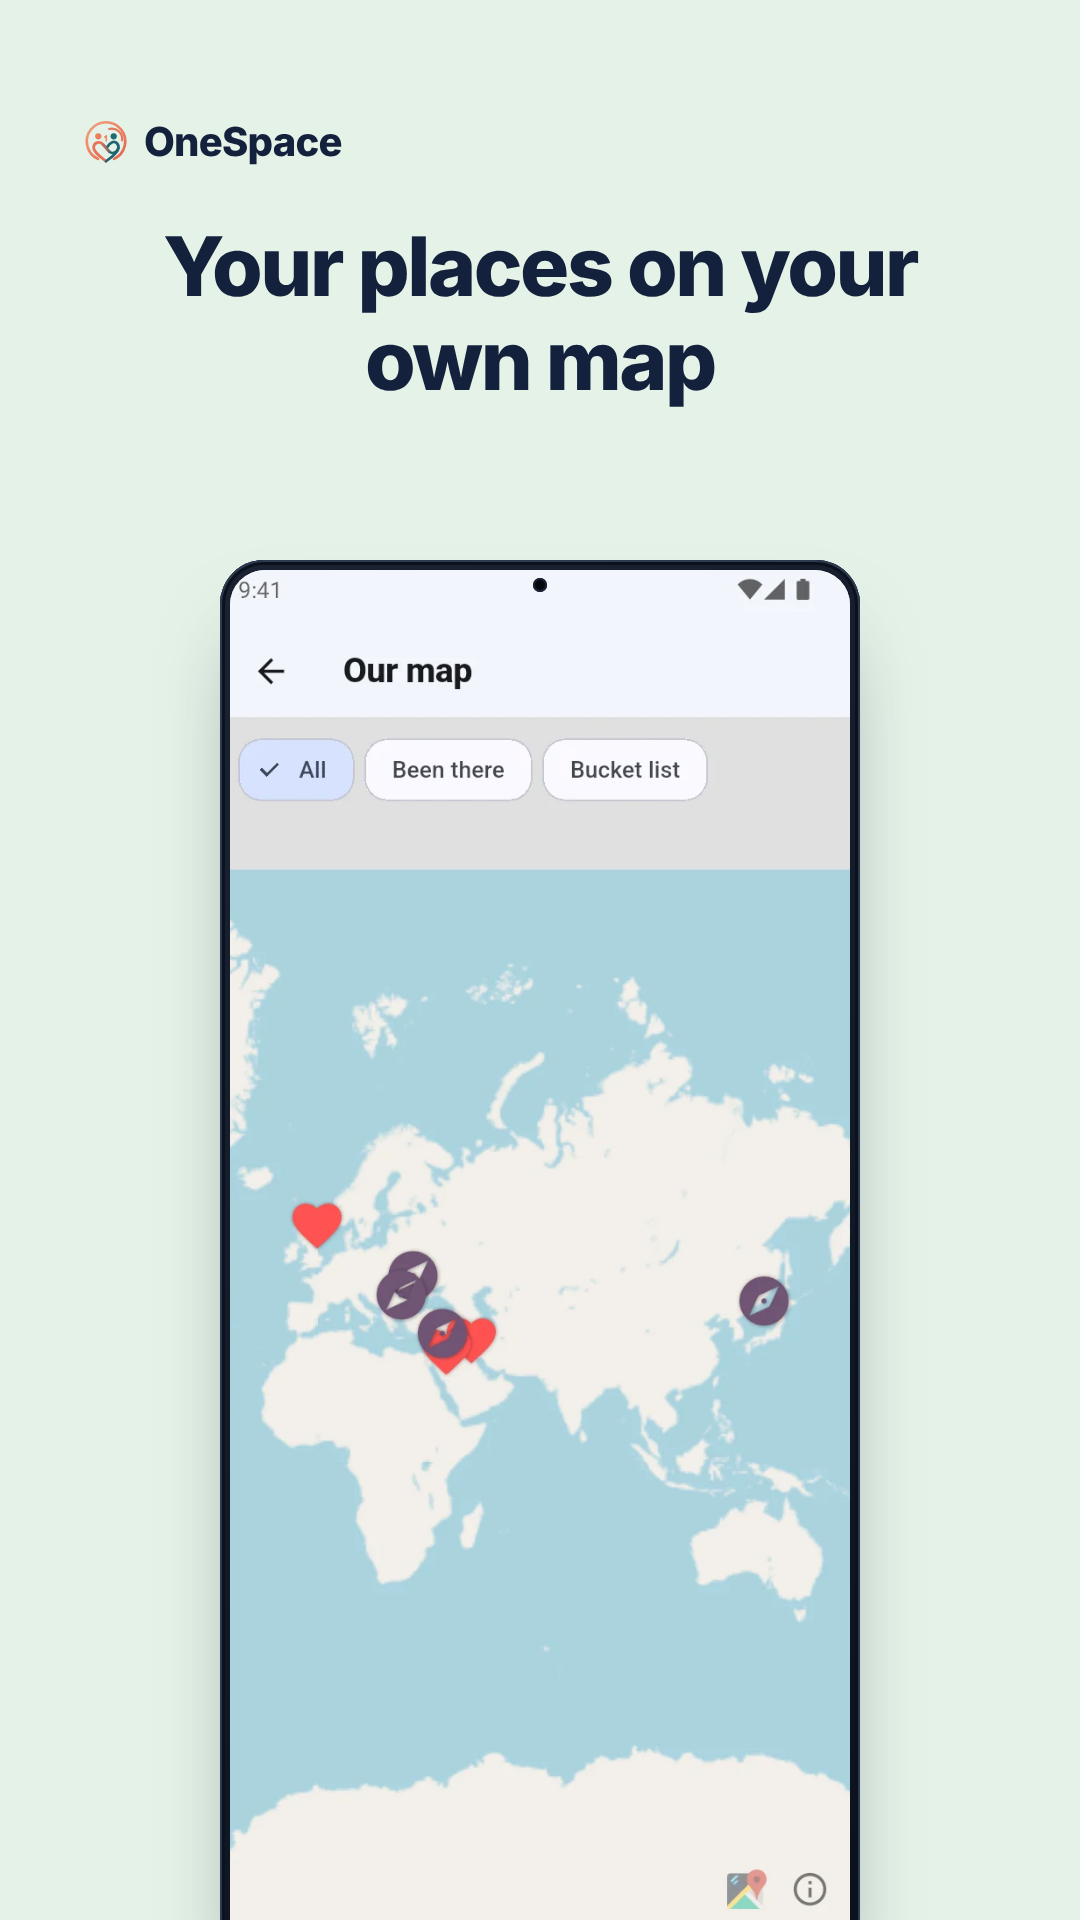 OneSpace
Your places on your
own map
9:41
Our map
All
Been there
Bucket list